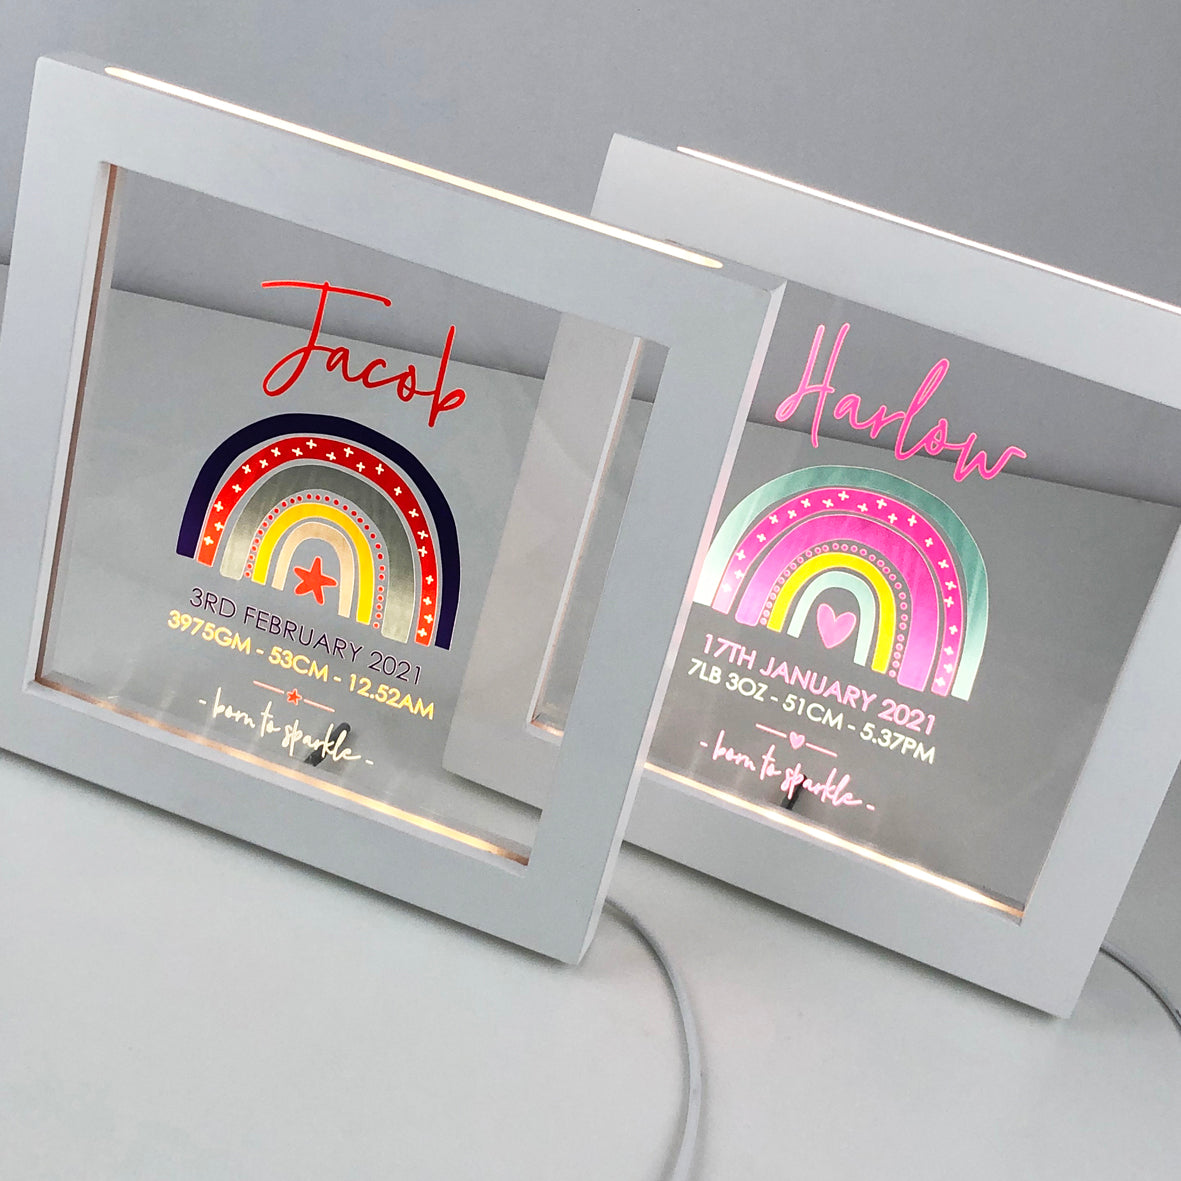 Jacob
3RD FEBRUARY 2021
3975GM - 53CM - 12.52AM
- born to sparkle -
Harlow
17TH JANUARY 2021
7LB 3OZ - 51CM - 5.37PM
- born to sparkle -